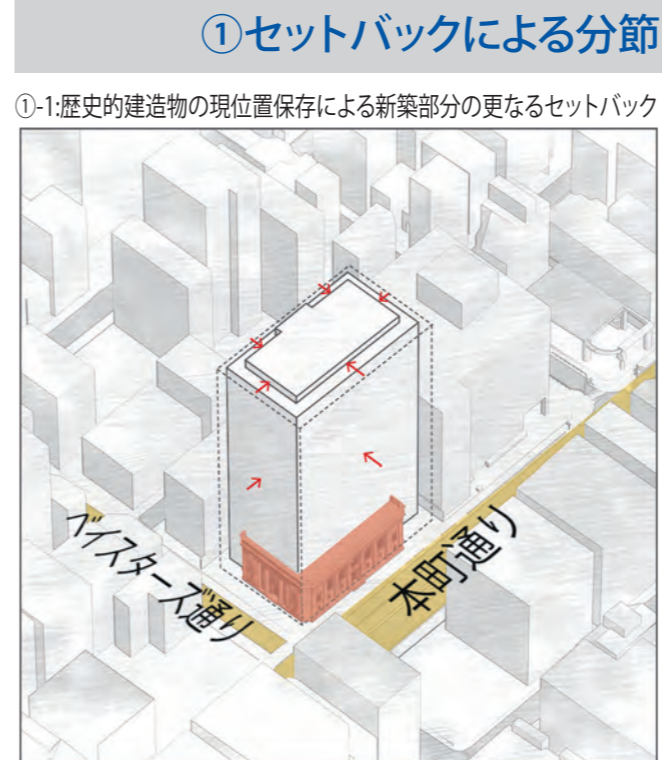 ①セットバックによる分節
①-1:歴史的建造物の現位置保存による新築部分の更なるセットバック
ベイスターズ通り
本町通り